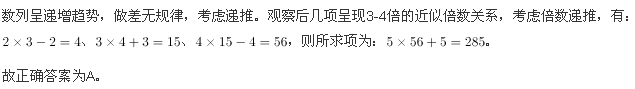 数列呈递增趋势，做差无规律，考虑递推。观察后几项呈现3-4倍的近似倍数关系，考虑倍数递推，有：
2×3－2＝4、3×4＋3＝15、4×15－4＝56，则所求项为：5×56＋5＝285。
故正确答案为A。